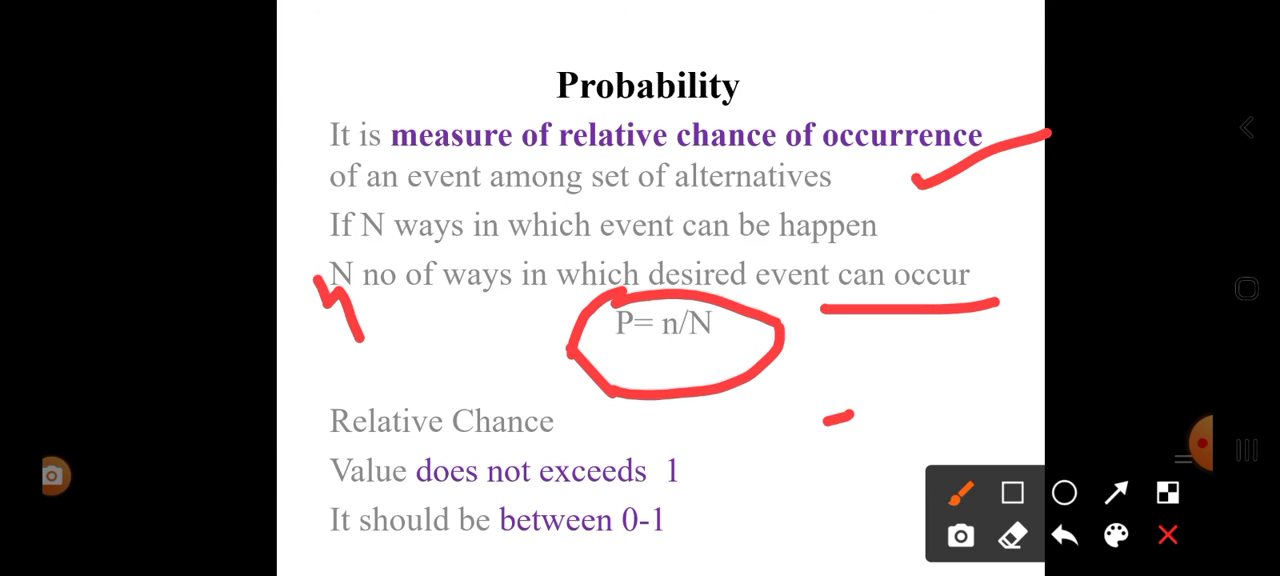 Probability
It is measure of relative chance of occurrence
of an event among set of alternatives
If N ways in which event can be happen
N no of ways in which desired event can occur
n
P= n/N
Relative Chance
Value does not exceeds 1
It should be between 0-1